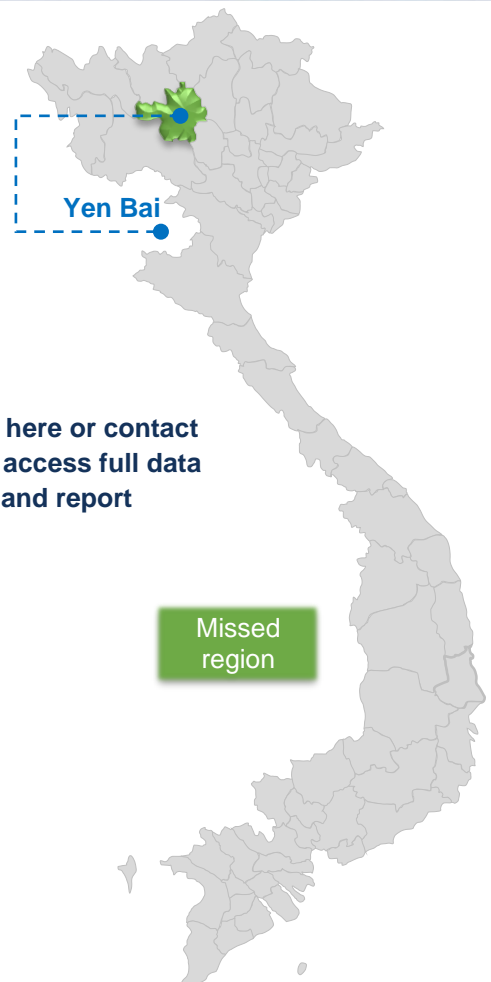 Yen Bai
here or contact
access full data
and report
Missed
region